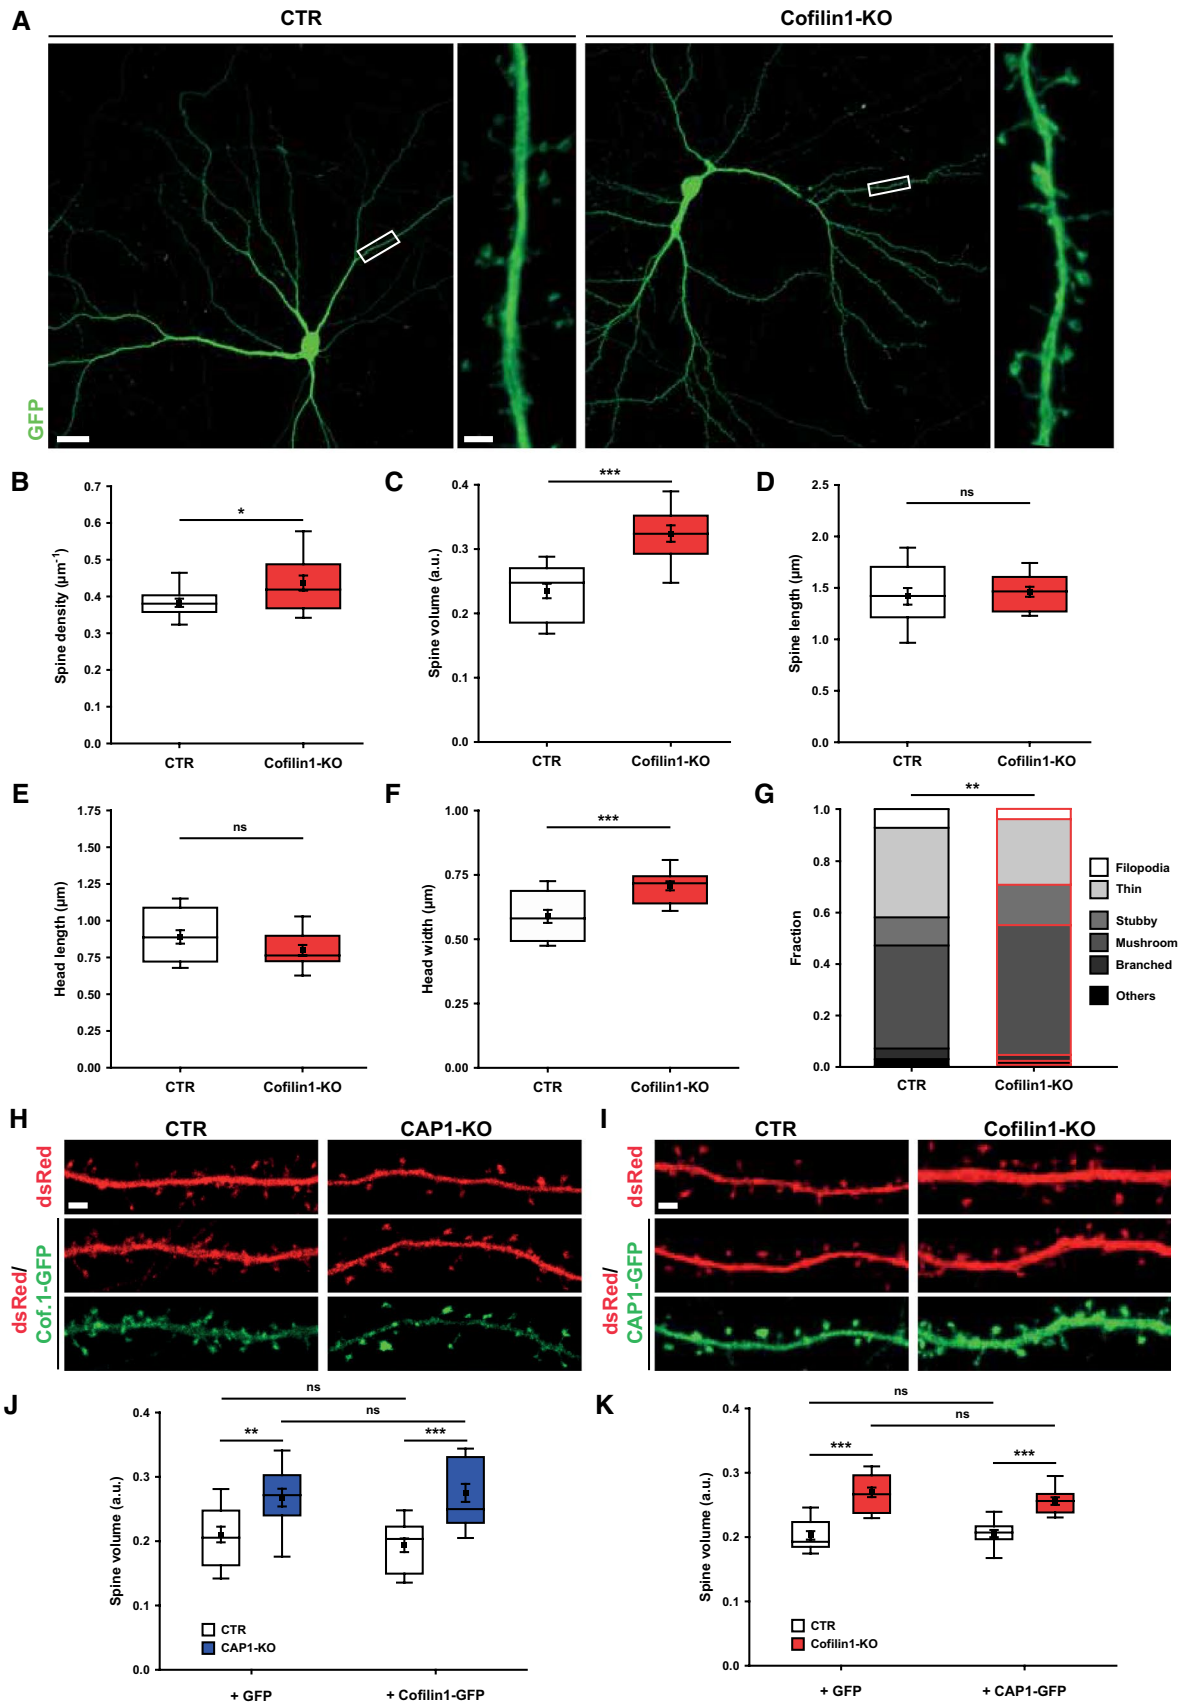 A
CTR
Cofilin1-KO
GFP
B
Spine density (µm⁻¹)
0.7
0.6
0.5
0.4
0.3
0.2
0.1
0.0
*
CTR
Cofilin1-KO
C
Spine volume (a.u.)
0.4
0.3
0.2
0.1
0.0
***
CTR
Cofilin1-KO
D
Spine length (µm)
2.5
2.0
1.5
1.0
0.5
0.0
ns
CTR
Cofilin1-KO
E
Head length (µm)
1.75
1.50
1.25
1.00
0.75
0.50
0.25
0.00
ns
CTR
Cofilin1-KO
F
Head width (µm)
1.00
0.75
0.50
0.25
0.00
***
CTR
Cofilin1-KO
G
Fraction
1.0
0.8
0.6
0.4
0.2
0.0
**
CTR
Cofilin1-KO
Filopodia
Thin
Stubby
Mushroom
Branched
Others
H
CTR
CAP1-KO
dsRed
dsRed/
Cof.1-GFP
I
CTR
Cofilin1-KO
dsRed
dsRed/
CAP1-GFP
J
Spine volume (a.u.)
0.4
0.3
0.2
0.1
0.0
ns
ns
**
***
CTR
CAP1-KO
+ GFP
+ Cofilin1-GFP
K
Spine volume (a.u.)
0.4
0.3
0.2
0.1
0.0
ns
ns
***
***
CTR
Cofilin1-KO
+ GFP
+ CAP1-GFP